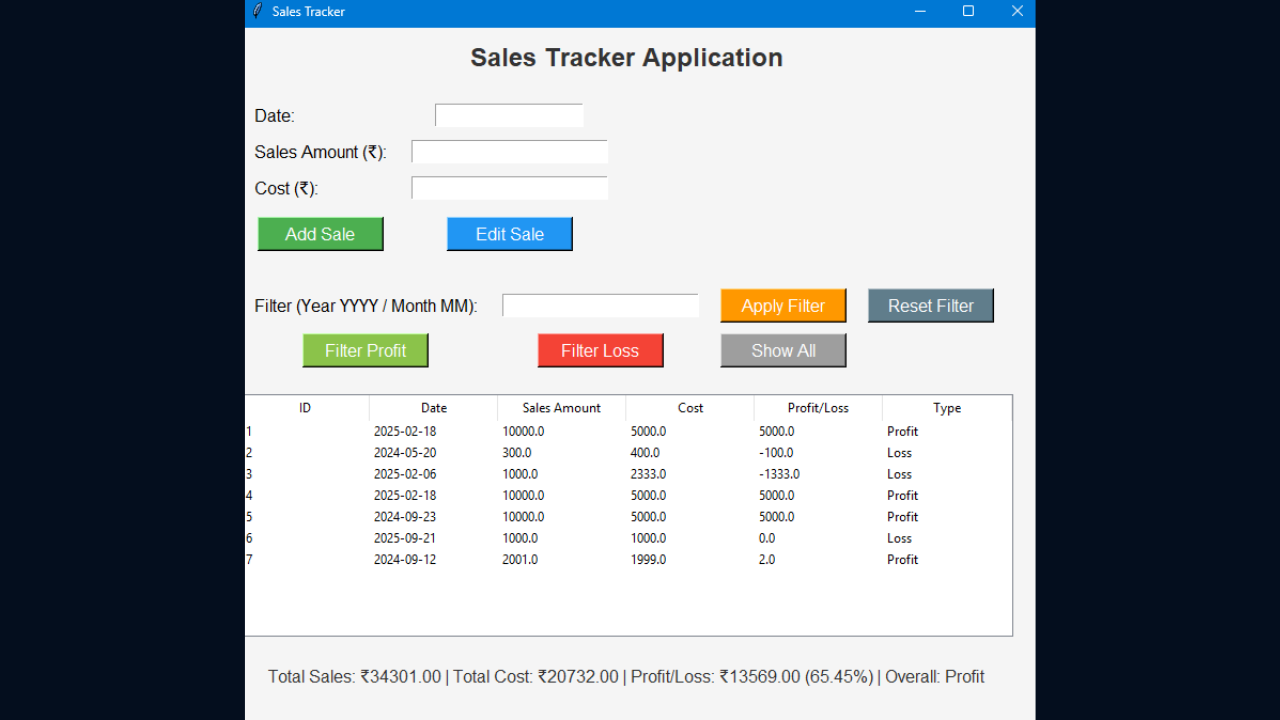 Sales Tracker
Sales Tracker Application
Date:
Sales Amount (₹):
Cost (₹):
Add Sale Edit Sale
Filter (Year YYYY / Month MM): Apply Filter Reset Filter
Filter Profit Filter Loss Show All
ID Date Sales Amount Cost Profit/Loss Type
1 2025-02-18 10000.0 5000.0 5000.0 Profit
2 2024-05-20 300.0 400.0 -100.0 Loss
3 2025-02-06 1000.0 2333.0 -1333.0 Loss
4 2025-02-18 10000.0 5000.0 5000.0 Profit
5 2024-09-23 10000.0 5000.0 5000.0 Profit
6 2025-09-21 1000.0 1000.0 0.0 Loss
7 2024-09-12 2001.0 1999.0 2.0 Profit
Total Sales: ₹34301.00 | Total Cost: ₹20732.00 | Profit/Loss: ₹13569.00 (65.45%) | Overall: Profit